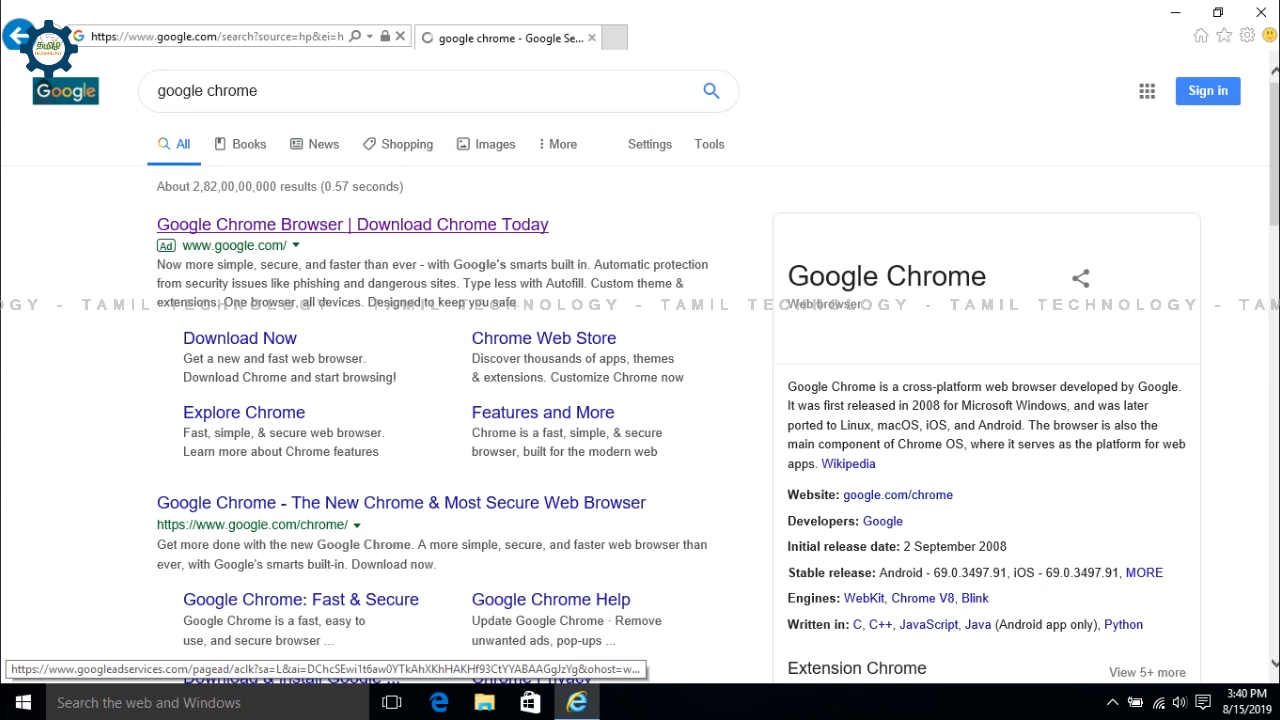 https://www.google.com/search?source=hp&ei=h
google chrome - Google Se...
Google
google chrome
Sign in
All
Books
News
Shopping
Images
More
Settings
Tools
About 2,82,00,00,000 results (0.57 seconds)
Google Chrome Browser | Download Chrome Today
Ad www.google.com/
Now more simple, secure, and faster than ever - with Google's smarts built in. Automatic protection
from security issues like phishing and dangerous sites. Type less with Autofill. Custom theme &
extensions. One browser, all devices. Designed to keep you safe.
OGY - TAMIL TECHNOLOGY - TAMIL TECHNOLOGY - TAMIL TECHNOLOGY - TAM
Download Now
Get a new and fast web browser.
Download Chrome and start browsing!
Chrome Web Store
Discover thousands of apps, themes
& extensions. Customize Chrome now
Explore Chrome
Fast, simple, & secure web browser.
Learn more about Chrome features
Features and More
Chrome is a fast, simple, & secure
browser, built for the modern web
Google Chrome - The New Chrome & Most Secure Web Browser
https://www.google.com/chrome/
Get more done with the new Google Chrome. A more simple, secure, and faster web browser than
ever, with Google's smarts built-in. Download now.
Google Chrome: Fast & Secure
Google Chrome is a fast, easy to
use, and secure browser ...
Google Chrome Help
Update Google Chrome · Remove
unwanted ads, pop-ups ...
Download & Install Google ...
Chrome Privacy
Google Chrome
Web browser
Google Chrome is a cross-platform web browser developed by Google.
It was first released in 2008 for Microsoft Windows, and was later
ported to Linux, macOS, iOS, and Android. The browser is also the
main component of Chrome OS, where it serves as the platform for web
apps. Wikipedia
Website: google.com/chrome
Developers: Google
Initial release date: 2 September 2008
Stable release: Android - 69.0.3497.91, iOS - 69.0.3497.91, MORE
Engines: WebKit, Chrome V8, Blink
Written in: C, C++, JavaScript, Java (Android app only), Python
Extension Chrome
View 5+ more
https://www.googleadservices.com/pagead/aclk?sa=L&ai=DChcSEwi1t6aw0YTkAhXKhHAKHf93CtYYABAAGgJzYg&ohost=w...
Search the web and Windows
3:40 PM
8/15/2019